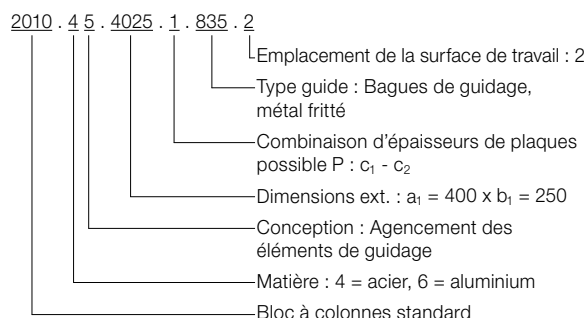 2010 . 4 5 . 4025 . 1 . 835 . 2
Emplacement de la surface de travail : 2
Type guide : Bagues de guidage,
métal fritté
Combinaison d'épaisseurs de plaques
possible P : c₁ - c₂
Dimensions ext. : a₁ = 400 x b₁ = 250
Conception : Agencement des
éléments de guidage
Matière : 4 = acier, 6 = aluminium
Bloc à colonnes standard